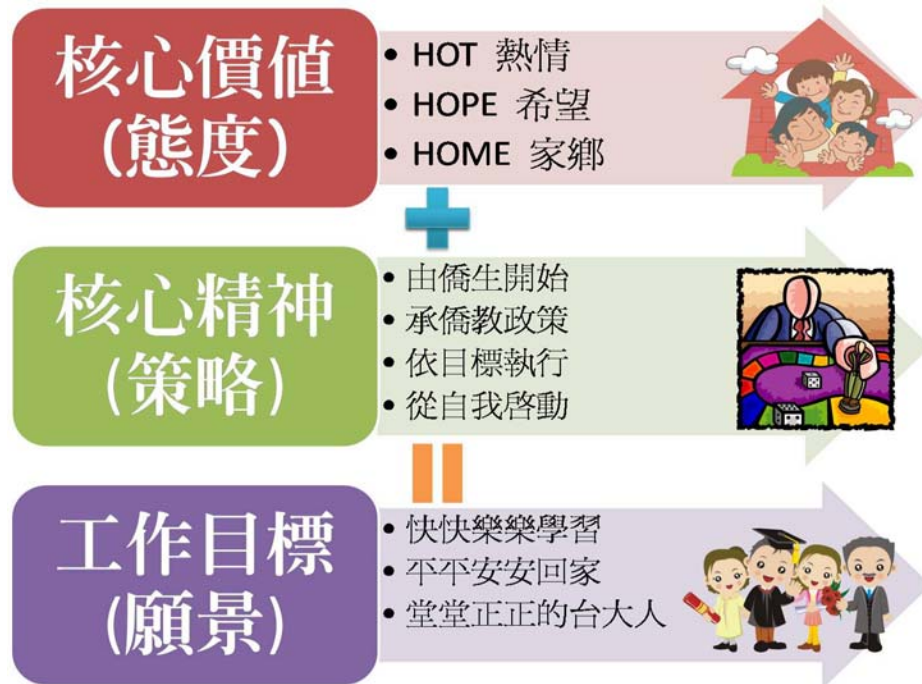 核心價值
(態度)
• HOT 熱情
• HOPE 希望
• HOME 家鄉
核心精神
(策略)
• 由僑生開始
• 承僑教政策
• 依目標執行
• 從自我啓動
工作目標
(願景)
• 快快樂樂學習
• 平平安安回家
• 堂堂正正的台大人